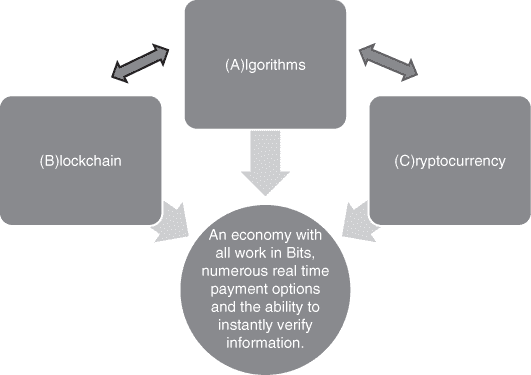 (A)lgorithms
(B)lockchain
(C)ryptocurrency
An economy with
all work in Bits,
numerous real time
payment options
and the ability to
instantly verify
information.